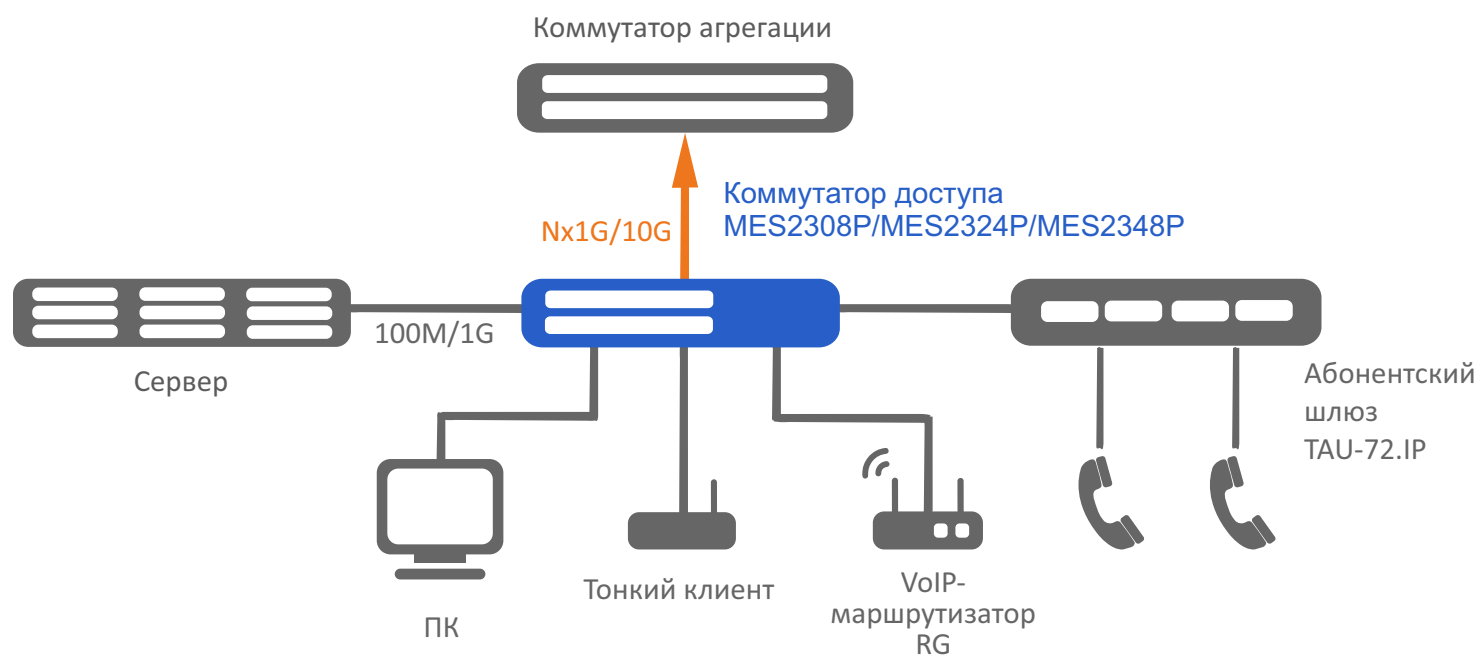 Коммутатор агрегации
Коммутатор доступа
MES2308P/MES2324P/MES2348P
Nx1G/10G
100M/1G
Сервер
Абонентский
шлюз
TAU-72.IP
ПК
Тонкий клиент
VoIP-
маршрутизатор
RG